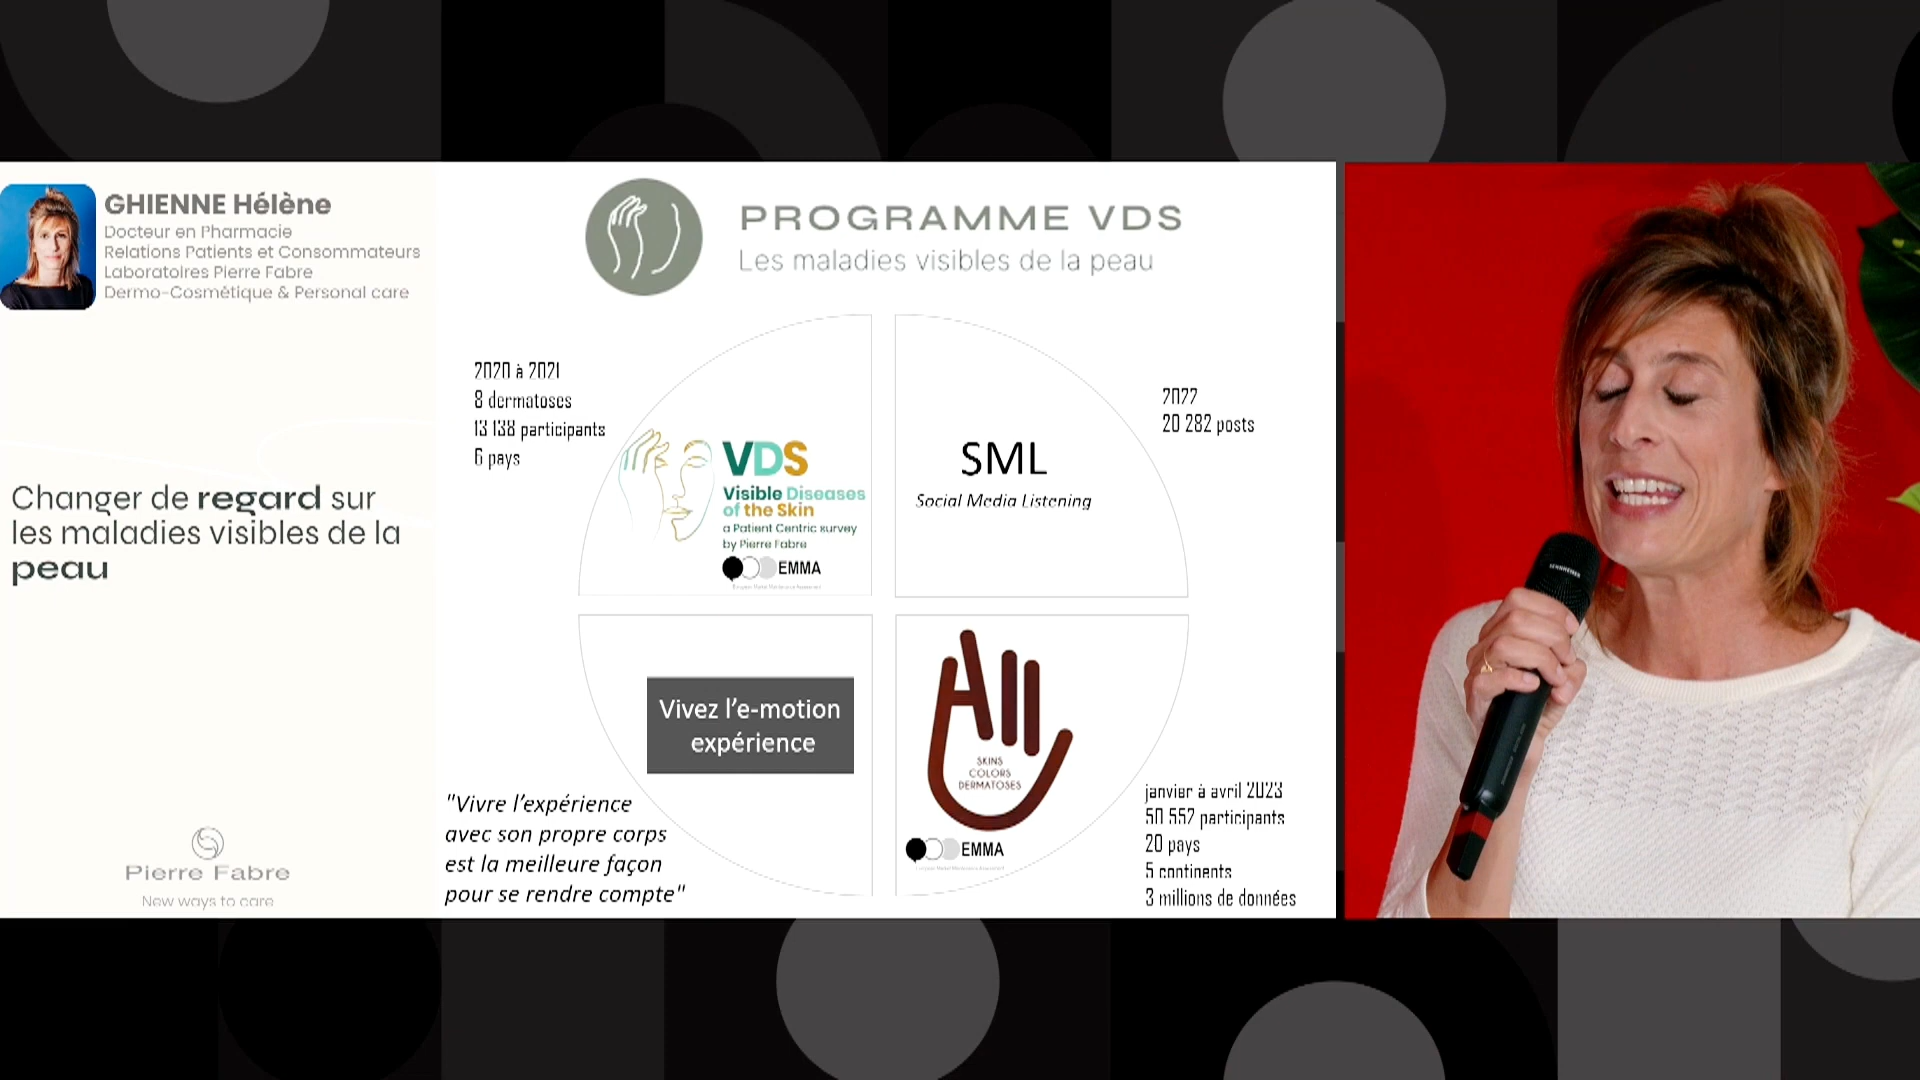 GHIENNE Hélène
Docteur en Pharmacie
Relations Patients et Consommateurs
Laboratoires Pierre Fabre
Dermo-Cosmétique & Personal care
Changer de regard sur
les maladies visibles de la
peau
Pierre Fabre
New ways to care
PROGRAMME VDS
Les maladies visibles de la peau
2020 à 2021
8 dermatoses
13 138 participants
6 pays
VDS
Visible Diseases
of the Skin
a Patient Centric survey
by Pierre Fabre
EMMA
SML
Social Media Listening
2022
20 282 posts
Vivez l'e-motion
expérience
"Vivre l'expérience
avec son propre corps
est la meilleure façon
pour se rendre compte"
All
SKINS
COLORS
DERMATOSES
EMMA
janvier à avril 2023
50 552 participants
20 pays
5 continents
3 millions de données